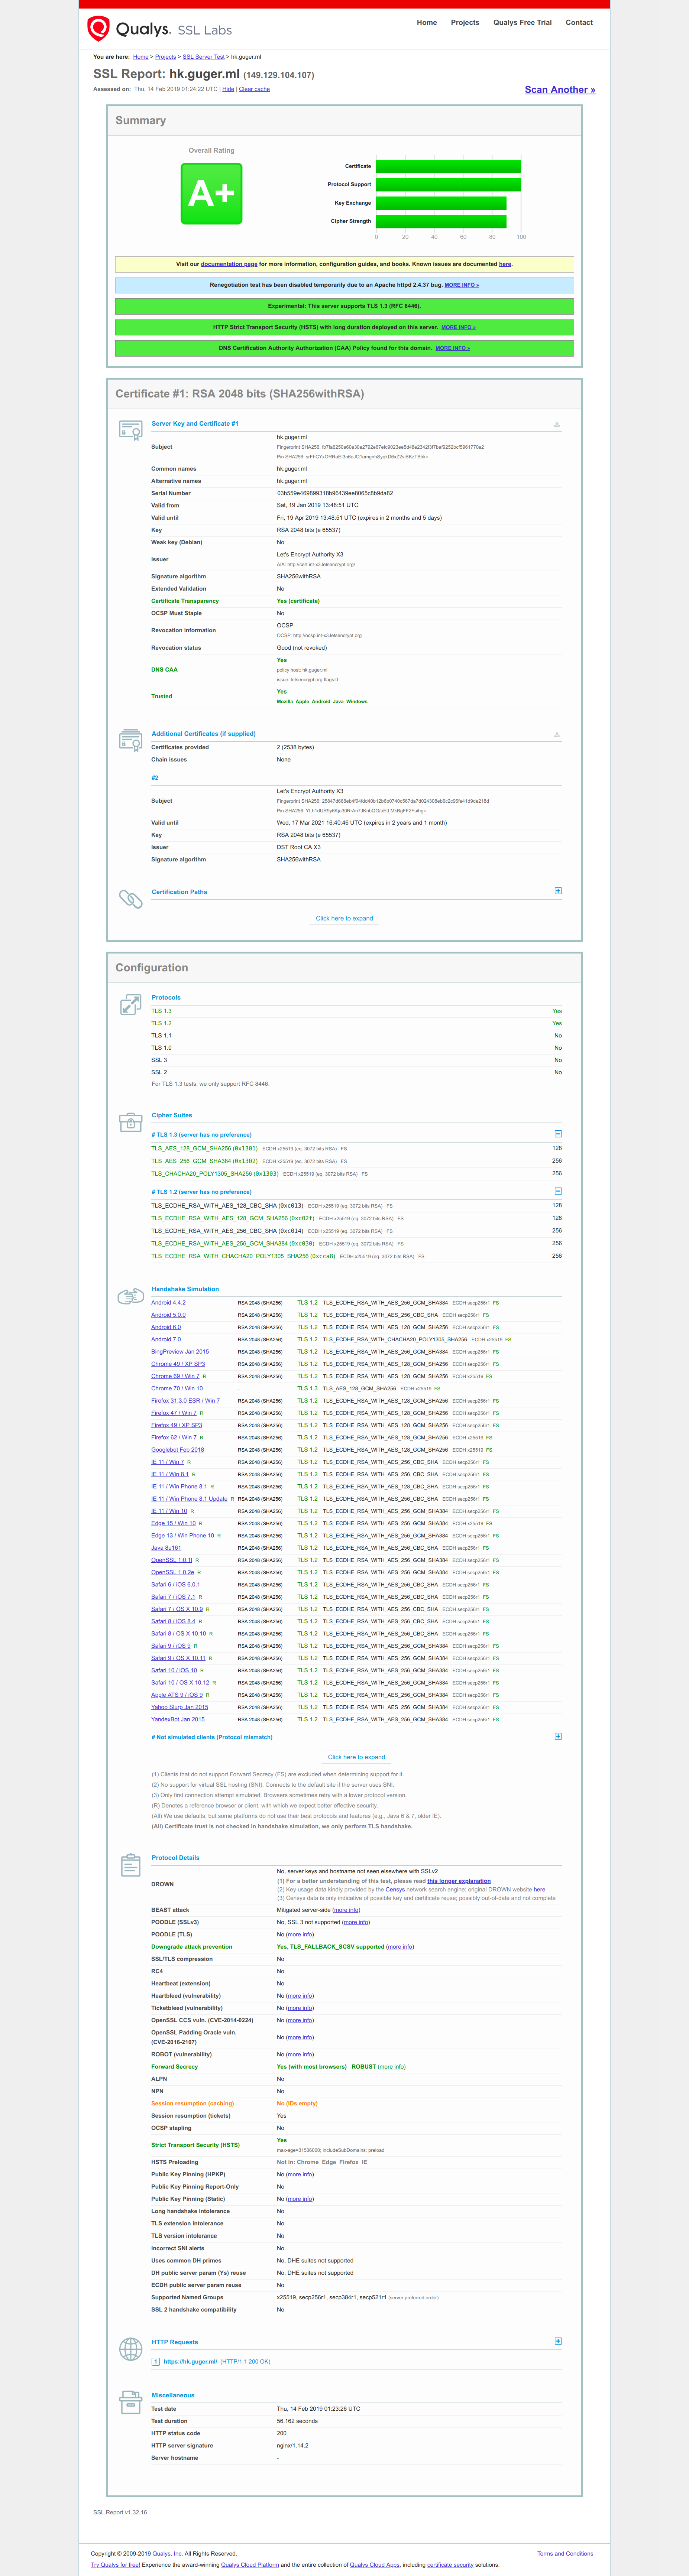 Qualys. SSL Labs
Home Projects Qualys Free Trial Contact
You are here: Home > Projects > SSL Server Test > hk.guger.ml
SSL Report: hk.guger.ml (149.129.104.107)
Assessed on: Thu, 14 Feb 2019 01:24:22 UTC | Hide | Clear cache
Scan Another »
Summary
Overall Rating
A+
Certificate
Protocol Support
Key Exchange
Cipher Strength
0 20 40 60 80 100
Visit our documentation page for more information, configuration guides, and books. Known issues are documented here.
Renegotiation test has been disabled temporarily due to an Apache httpd 2.4.37 bug. MORE INFO »
Experimental: This server supports TLS 1.3 (RFC 8446).
HTTP Strict Transport Security (HSTS) with long duration deployed on this server. MORE INFO »
DNS Certification Authority Authorization (CAA) Policy found for this domain. MORE INFO »
Certificate #1: RSA 2048 bits (SHA256withRSA)
Server Key and Certificate #1
Subject
hk.guger.ml
Fingerprint SHA256:
Pin SHA256:
Common names hk.guger.ml
Alternative names hk.guger.ml
Serial Number 03b559e469899318b96439ee8065c8b9da82
Valid from Sat, 19 Jan 2019 13:48:51 UTC
Valid until Fri, 19 Apr 2019 13:48:51 UTC (expires in 2 months and 5 days)
Key RSA 2048 bits (e 65537)
Weak key (Debian) No
Issuer
Let's Encrypt Authority X3
AIA: http://cert.int-x3.letsencrypt.org/
Signature algorithm SHA256withRSA
Extended Validation No
Certificate Transparency Yes (certificate)
OCSP Must Staple No
Revocation information
OCSP
OCSP: http://ocsp.int-x3.letsencrypt.org
Revocation status Good (not revoked)
DNS CAA
Yes
policy host: hk.guger.ml
issue: letsencrypt.org flags:0
Trusted
Yes
Mozilla Apple Android Java Windows
Additional Certificates (if supplied)
Certificates provided 2 (2538 bytes)
Chain issues None
#2
Subject
Let's Encrypt Authority X3
Fingerprint SHA256:
Pin SHA256:
Valid until Wed, 17 Mar 2021 16:40:46 UTC (expires in 2 years and 1 month)
Key RSA 2048 bits (e 65537)
Issuer DST Root CA X3
Signature algorithm SHA256withRSA
Certification Paths
Click here to expand
Configuration
Protocols
TLS 1.3 Yes
TLS 1.2 Yes
TLS 1.1 No
TLS 1.0 No
SSL 3 No
SSL 2 No
For TLS 1.3 tests, we only support RFC 8446.
Cipher Suites
# TLS 1.3 (server has no preference)
TLS_AES_128_GCM_SHA256 (0x1301) ECDH x25519 (eq. 3072 bits RSA) FS 128
TLS_AES_256_GCM_SHA384 (0x1302) ECDH x25519 (eq. 3072 bits RSA) FS 256
TLS_CHACHA20_POLY1305_SHA256 (0x1303) ECDH x25519 (eq. 3072 bits RSA) FS 256
# TLS 1.2 (server has no preference)
TLS_ECDHE_RSA_WITH_AES_128_CBC_SHA (0xc013) ECDH x25519 (eq. 3072 bits RSA) FS 128
TLS_ECDHE_RSA_WITH_AES_128_GCM_SHA256 (0xc02f) ECDH x25519 (eq. 3072 bits RSA) FS 128
TLS_ECDHE_RSA_WITH_AES_256_CBC_SHA (0xc014) ECDH x25519 (eq. 3072 bits RSA) FS 256
TLS_ECDHE_RSA_WITH_AES_256_GCM_SHA384 (0xc030) ECDH x25519 (eq. 3072 bits RSA) FS 256
TLS_ECDHE_RSA_WITH_CHACHA20_POLY1305_SHA256 (0xcca8) ECDH x25519 (eq. 3072 bits RSA) FS 256
Handshake Simulation
Android 4.4.2 RSA 2048 (SHA256) TLS 1.2 TLS_ECDHE_RSA_WITH_AES_256_GCM_SHA384 ECDH secp256r1 FS
Android 5.0.0 RSA 2048 (SHA256) TLS 1.2 TLS_ECDHE_RSA_WITH_AES_256_CBC_SHA ECDH secp256r1 FS
Android 6.0 RSA 2048 (SHA256) TLS 1.2 TLS_ECDHE_RSA_WITH_AES_128_GCM_SHA256 ECDH secp256r1 FS
Android 7.0 RSA 2048 (SHA256) TLS 1.2 TLS_ECDHE_RSA_WITH_CHACHA20_POLY1305_SHA256 ECDH x25519 FS
BingPreview Jan 2015 RSA 2048 (SHA256) TLS 1.2 TLS_ECDHE_RSA_WITH_AES_256_GCM_SHA384 ECDH secp256r1 FS
Chrome 49 / XP SP3 RSA 2048 (SHA256) TLS 1.2 TLS_ECDHE_RSA_WITH_AES_128_GCM_SHA256 ECDH secp256r1 FS
Chrome 69 / Win 7 R RSA 2048 (SHA256) TLS 1.2 TLS_ECDHE_RSA_WITH_AES_128_GCM_SHA256 ECDH x25519 FS
Chrome 70 / Win 10 - TLS 1.3 TLS_AES_128_GCM_SHA256 ECDH x25519 FS
Firefox 31.3.0 ESR / Win 7 RSA 2048 (SHA256) TLS 1.2 TLS_ECDHE_RSA_WITH_AES_128_GCM_SHA256 ECDH secp256r1 FS
Firefox 47 / Win 7 R RSA 2048 (SHA256) TLS 1.2 TLS_ECDHE_RSA_WITH_AES_128_GCM_SHA256 ECDH secp256r1 FS
Firefox 49 / XP SP3 RSA 2048 (SHA256) TLS 1.2 TLS_ECDHE_RSA_WITH_AES_128_GCM_SHA256 ECDH secp256r1 FS
Firefox 62 / Win 7 R RSA 2048 (SHA256) TLS 1.2 TLS_ECDHE_RSA_WITH_AES_128_GCM_SHA256 ECDH x25519 FS
Googlebot Feb 2018 RSA 2048 (SHA256) TLS 1.2 TLS_ECDHE_RSA_WITH_AES_128_GCM_SHA256 ECDH x25519 FS
IE 11 / Win 7 R RSA 2048 (SHA256) TLS 1.2 TLS_ECDHE_RSA_WITH_AES_256_CBC_SHA ECDH secp256r1 FS
IE 11 / Win 8.1 R RSA 2048 (SHA256) TLS 1.2 TLS_ECDHE_RSA_WITH_AES_256_CBC_SHA ECDH secp256r1 FS
IE 11 / Win Phone 8.1 R RSA 2048 (SHA256) TLS 1.2 TLS_ECDHE_RSA_WITH_AES_128_CBC_SHA ECDH secp256r1 FS
IE 11 / Win Phone 8.1 Update R RSA 2048 (SHA256) TLS 1.2 TLS_ECDHE_RSA_WITH_AES_256_CBC_SHA ECDH secp256r1 FS
IE 11 / Win 10 R RSA 2048 (SHA256) TLS 1.2 TLS_ECDHE_RSA_WITH_AES_256_GCM_SHA384 ECDH secp256r1 FS
Edge 15 / Win 10 R RSA 2048 (SHA256) TLS 1.2 TLS_ECDHE_RSA_WITH_AES_256_GCM_SHA384 ECDH x25519 FS
Edge 13 / Win Phone 10 R RSA 2048 (SHA256) TLS 1.2 TLS_ECDHE_RSA_WITH_AES_256_GCM_SHA384 ECDH secp256r1 FS
Java 8u161 RSA 2048 (SHA256) TLS 1.2 TLS_ECDHE_RSA_WITH_AES_256_CBC_SHA ECDH secp256r1 FS
OpenSSL 1.0.1l R RSA 2048 (SHA256) TLS 1.2 TLS_ECDHE_RSA_WITH_AES_256_GCM_SHA384 ECDH secp256r1 FS
OpenSSL 1.0.2e R RSA 2048 (SHA256) TLS 1.2 TLS_ECDHE_RSA_WITH_AES_256_GCM_SHA384 ECDH secp256r1 FS
Safari 6 / iOS 6.0.1 RSA 2048 (SHA256) TLS 1.2 TLS_ECDHE_RSA_WITH_AES_256_CBC_SHA ECDH secp256r1 FS
Safari 7 / iOS 7.1 R RSA 2048 (SHA256) TLS 1.2 TLS_ECDHE_RSA_WITH_AES_256_CBC_SHA ECDH secp256r1 FS
Safari 7 / OS X 10.9 R RSA 2048 (SHA256) TLS 1.2 TLS_ECDHE_RSA_WITH_AES_256_CBC_SHA ECDH secp256r1 FS
Safari 8 / iOS 8.4 R RSA 2048 (SHA256) TLS 1.2 TLS_ECDHE_RSA_WITH_AES_256_CBC_SHA ECDH secp256r1 FS
Safari 8 / OS X 10.10 R RSA 2048 (SHA256) TLS 1.2 TLS_ECDHE_RSA_WITH_AES_256_CBC_SHA ECDH secp256r1 FS
Safari 9 / iOS 9 R RSA 2048 (SHA256) TLS 1.2 TLS_ECDHE_RSA_WITH_AES_256_GCM_SHA384 ECDH secp256r1 FS
Safari 9 / OS X 10.11 R RSA 2048 (SHA256) TLS 1.2 TLS_ECDHE_RSA_WITH_AES_256_GCM_SHA384 ECDH secp256r1 FS
Safari 10 / iOS 10 R RSA 2048 (SHA256) TLS 1.2 TLS_ECDHE_RSA_WITH_AES_256_GCM_SHA384 ECDH secp256r1 FS
Safari 10 / OS X 10.12 R RSA 2048 (SHA256) TLS 1.2 TLS_ECDHE_RSA_WITH_AES_256_GCM_SHA384 ECDH secp256r1 FS
Apple ATS 9 / iOS 9 R RSA 2048 (SHA256) TLS 1.2 TLS_ECDHE_RSA_WITH_AES_256_GCM_SHA384 ECDH secp256r1 FS
Yahoo Slurp Jan 2015 RSA 2048 (SHA256) TLS 1.2 TLS_ECDHE_RSA_WITH_AES_256_GCM_SHA384 ECDH secp256r1 FS
YandexBot Jan 2015 RSA 2048 (SHA256) TLS 1.2 TLS_ECDHE_RSA_WITH_AES_256_GCM_SHA384 ECDH secp256r1 FS
# Not simulated clients (Protocol mismatch)
Click here to expand
(1) Clients that do not support Forward Secrecy (FS) are excluded when determining support for it.
(2) No support for virtual SSL hosting (SNI). Connects to the default site if the server uses SNI.
(3) Only first connection attempt simulated. Browsers sometimes retry with a lower protocol version.
(R) Denotes a reference browser or client, with which we expect better effective security.
(All) We use defaults, but some platforms do not use their best protocols and features (e.g., Java 6 & 7, older IE).
(All) Certificate trust is not checked in handshake simulation, we only perform TLS handshake.
Protocol Details
DROWN
No, server keys and hostname not seen elsewhere with SSLv2
(1) For a better understanding of this test, please read this longer explanation
(2) Key usage data kindly provided by the Censys network search engine; original DROWN website here
(3) Censys data is only indicative of possible key and certificate reuse; possibly out-of-date and not complete
BEAST attack Mitigated server-side (more info)
POODLE (SSLv3) No, SSL 3 not supported (more info)
POODLE (TLS) No (more info)
Downgrade attack prevention Yes, TLS_FALLBACK_SCSV supported (more info)
SSL/TLS compression No
RC4 No
Heartbeat (extension) No
Heartbleed (vulnerability) No (more info)
Ticketbleed (vulnerability) No (more info)
OpenSSL CCS vuln. (CVE-2014-0224) No (more info)
OpenSSL Padding Oracle vuln.
(CVE-2016-2107) No (more info)
ROBOT (vulnerability) No (more info)
Forward Secrecy Yes (with most browsers) ROBUST (more info)
ALPN No
NPN No
Session resumption (caching) No (IDs empty)
Session resumption (tickets) Yes
OCSP stapling No
Strict Transport Security (HSTS)
Yes
max-age=31536000; includeSubDomains; preload
HSTS Preloading Not in: Chrome Edge Firefox IE
Public Key Pinning (HPKP) No (more info)
Public Key Pinning Report-Only No
Public Key Pinning (Static) No (more info)
Long handshake intolerance No
TLS extension intolerance No
TLS version intolerance No
Incorrect SNI alerts No
Uses common DH primes No, DHE suites not supported
DH public server param (Ys) reuse No, DHE suites not supported
ECDH public server param reuse No
Supported Named Groups x25519, secp256r1, secp384r1, secp521r1 (server preferred order)
SSL 2 handshake compatibility No
HTTP Requests
1 https://hk.guger.ml/ (HTTP/1.1 200 OK)
Miscellaneous
Test date Thu, 14 Feb 2019 01:23:26 UTC
Test duration 56.162 seconds
HTTP status code 200
HTTP server signature nginx/1.14.2
Server hostname -
SSL Report v1.32.16
Copyright © 2009-2019 Qualys, Inc. All Rights Reserved. Terms and Conditions
Try Qualys for free! Experience the award-winning Qualys Cloud Platform and the entire collection of Qualys Cloud Apps, including certificate security solutions.